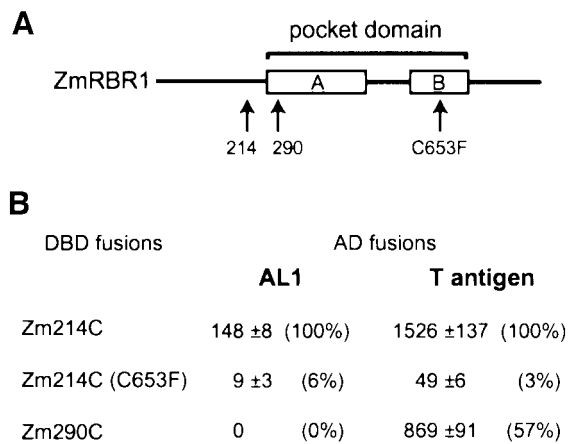 A
pocket domain
ZmRBR1 A B
214 290 C653F
B
DBD fusions AD fusions
AL1 T antigen
Zm214C 148 ±8 (100%) 1526 ±137 (100%)
Zm214C (C653F) 9 ±3 (6%) 49 ±6 (3%)
Zm290C 0 (0%) 869 ±91 (57%)